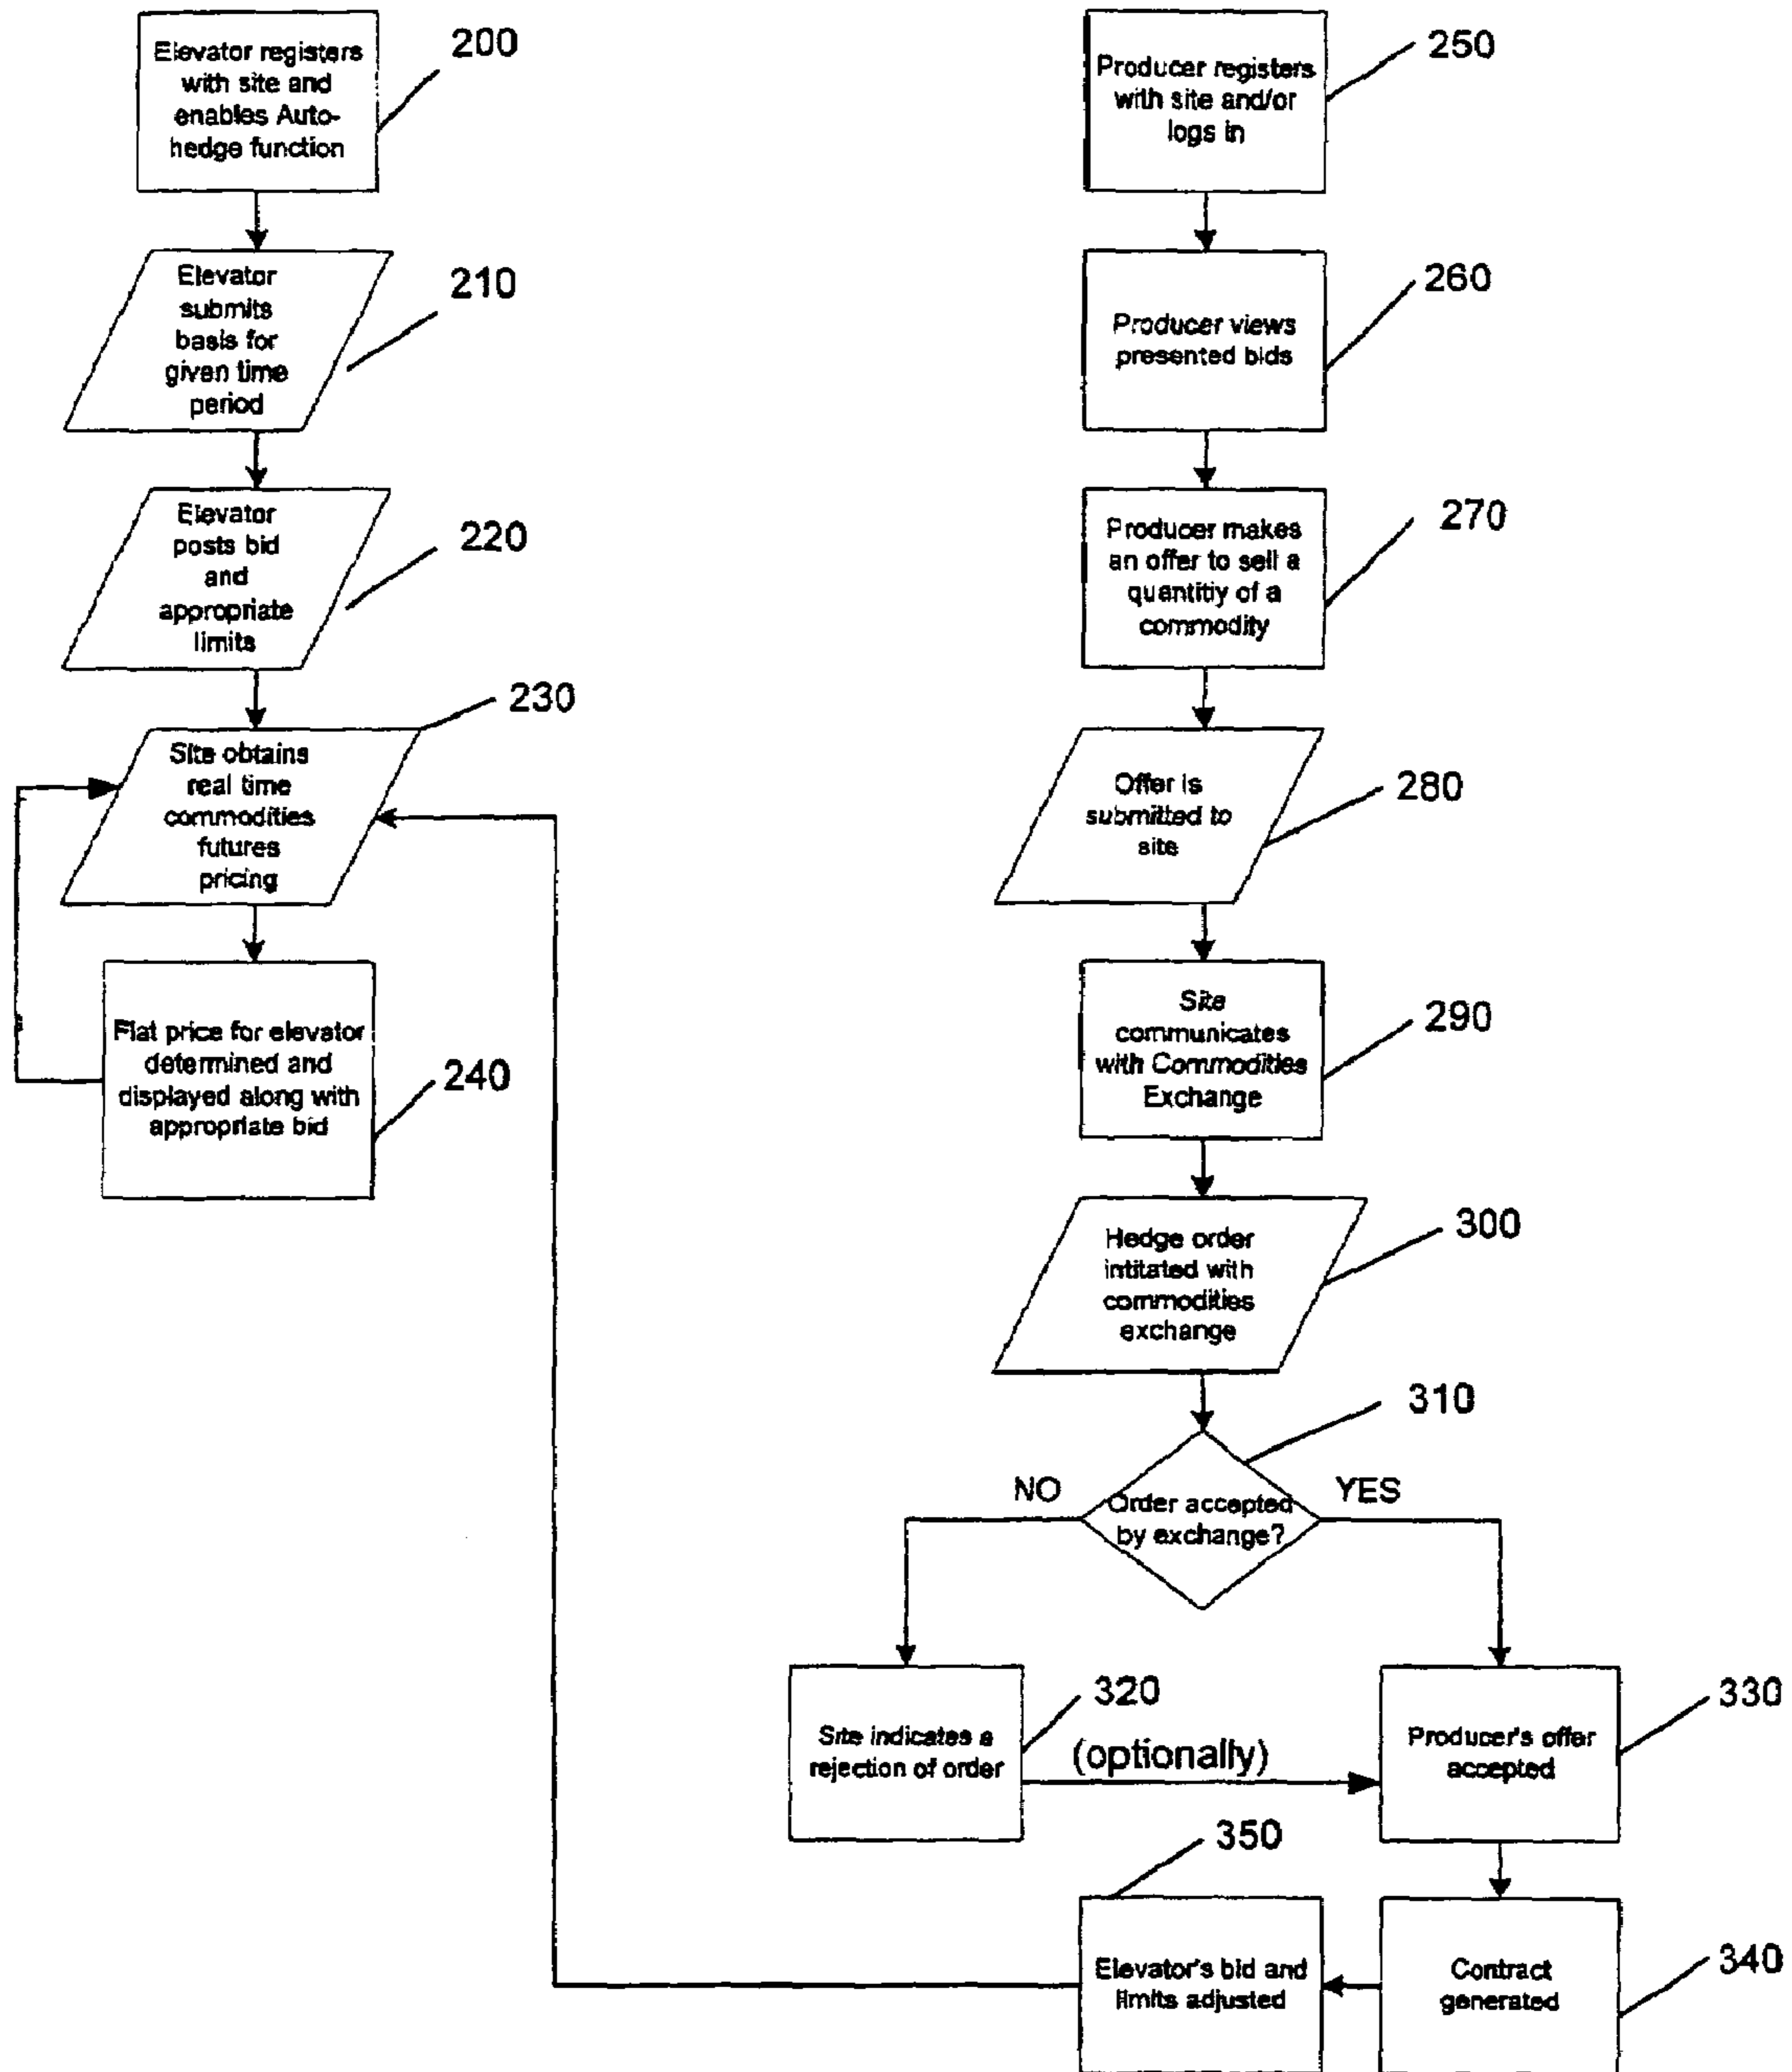 Elevator registers
with site and
enables Auto-
hedge function
200
Elevator
submits
basis for
given time
period
210
Elevator
posts bid
and
appropriate
limits
220
Site obtains
real time
commodities
futures
pricing
230
Flat price for elevator
determined and
displayed along with
appropriate bid
240
Producer registers
with site and/or
logs in
250
Producer views
presented bids
260
Producer makes
an offer to sell a
quantitiy of a
commodity
270
Offer is
submitted to
site
280
Site
communicates
with Commodities
Exchange
290
Hedge order
intitated with
commodities
exchange
300
310
NO
Order accepted
by exchange?
YES
Site indicates a
rejection of order
320
(optionally)
Producer's offer
accepted
330
350
Elevator's bid and
limits adjusted
Contract
generated
340